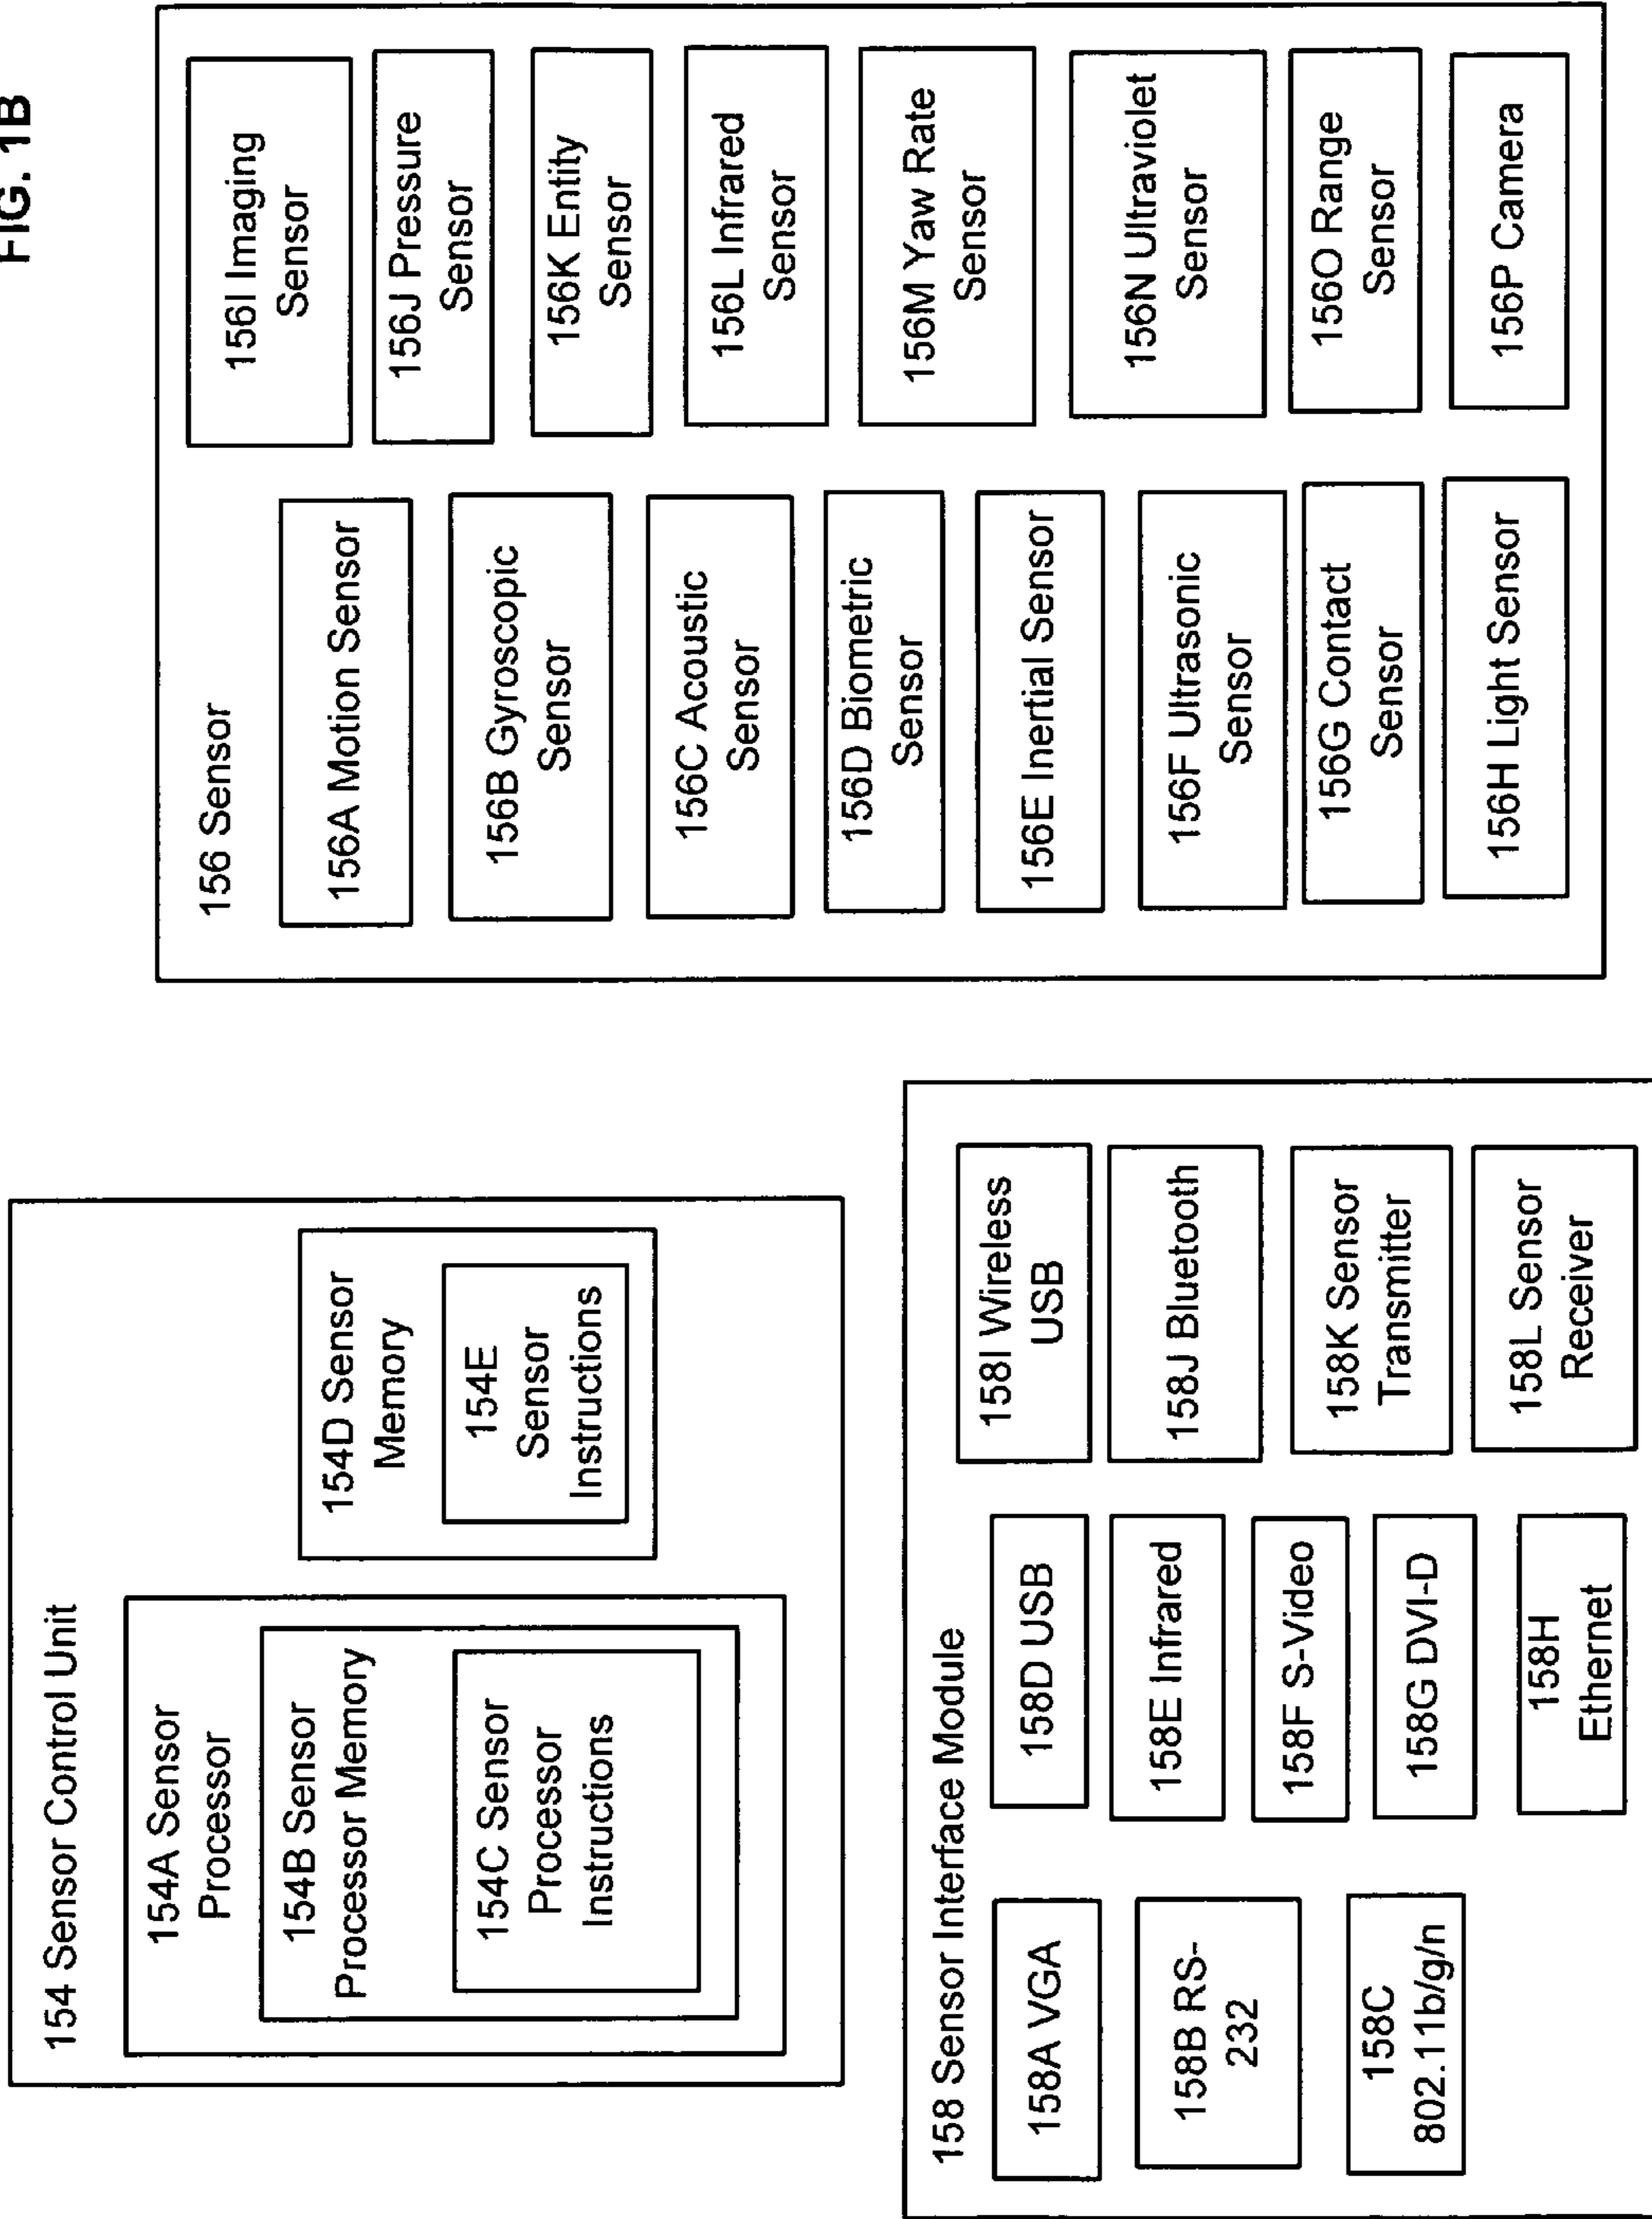 FIG. 1B
154 Sensor Control Unit
154A Sensor
Processor
154B Sensor
Processor Memory
154C Sensor
Processor
Instructions
154D Sensor
Memory
154E
Sensor
Instructions
156 Sensor
156A Motion Sensor
156B Gyroscopic
Sensor
156C Acoustic
Sensor
156D Biometric
Sensor
156E Inertial Sensor
156F Ultrasonic
Sensor
156G Contact
Sensor
156H Light Sensor
156I Imaging
Sensor
156J Pressure
Sensor
156K Entity
Sensor
156L Infrared
Sensor
156M Yaw Rate
Sensor
156N Ultraviolet
Sensor
156O Range
Sensor
156P Camera
158 Sensor Interface Module
158A VGA
158B RS-
232
158C
802.11b/g/n
158D USB
158E Infrared
158F S-Video
158G DVI-D
158H
Ethernet
158I Wireless
USB
158J Bluetooth
158K Sensor
Transmitter
158L Sensor
Receiver